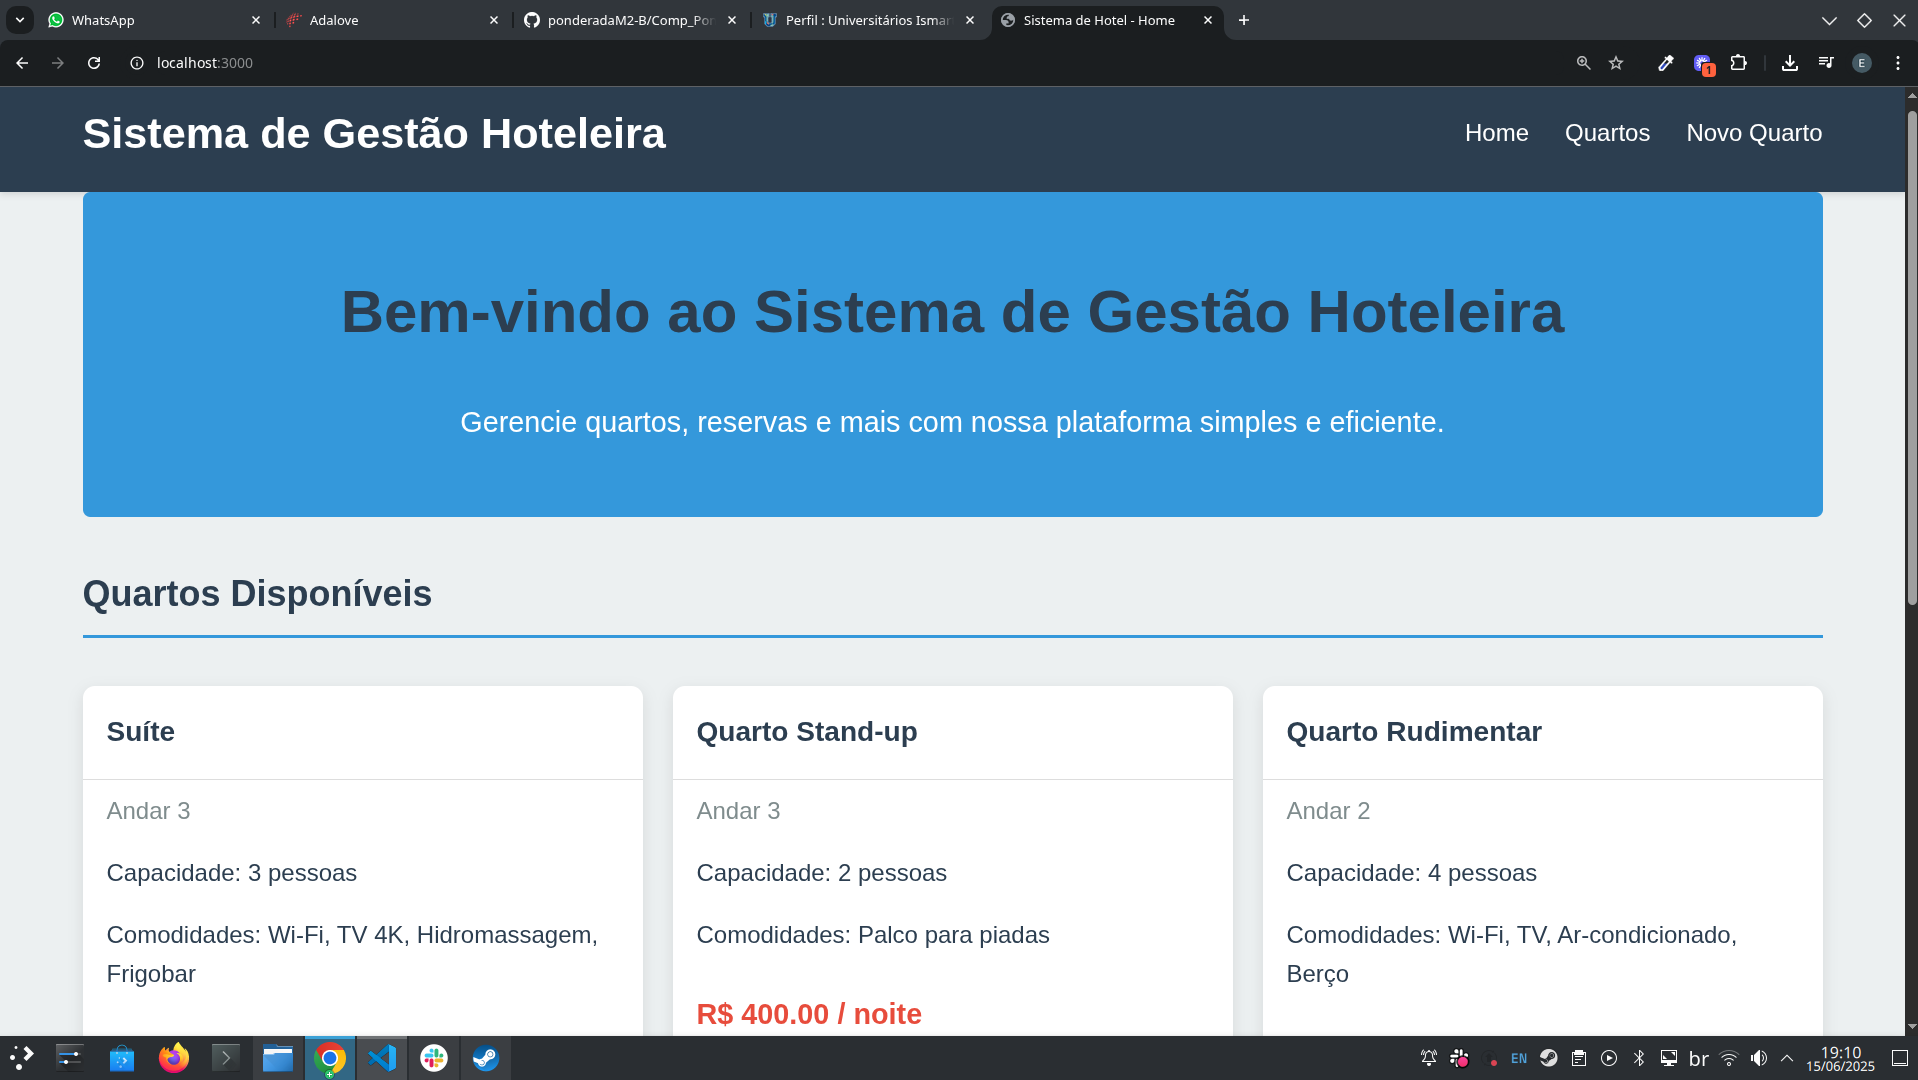 WhatsApp
Adalove
ponderadaM2-B/Comp_Po
Perfil : Universitários Ismar
Sistema de Hotel - Home
localhost:3000
1
E
Sistema de Gestão Hoteleira
Home
Quartos
Novo Quarto
Bem-vindo ao Sistema de Gestão Hoteleira
Gerencie quartos, reservas e mais com nossa plataforma simples e eficiente.
Quartos Disponíveis
Suíte
Andar 3
Capacidade: 3 pessoas
Comodidades: Wi-Fi, TV 4K, Hidromassagem,
Frigobar
Quarto Stand-up
Andar 3
Capacidade: 2 pessoas
Comodidades: Palco para piadas
R$ 400.00 / noite
Quarto Rudimentar
Andar 2
Capacidade: 4 pessoas
Comodidades: Wi-Fi, TV, Ar-condicionado,
Berço
EN
br
19:10
15/06/2025